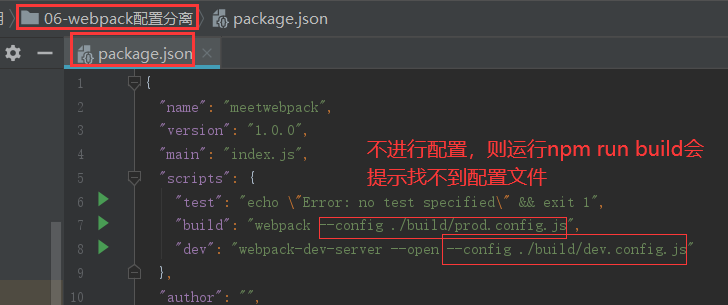 06-webpack配置分离 package.json
package.json
1 {
2 "name": "meetwebpack",
3 "version": "1.0.0",
4 "main": "index.js",
5 "scripts": {
6 "test": "echo \"Error: no test specified\" && exit 1",
7 "build": "webpack --config ./build/prod.config.js",
8 "dev": "webpack-dev-server --open --config ./build/dev.config.js"
9 },
10 "author": "",
不进行配置，则运行npm run build会
提示找不到配置文件